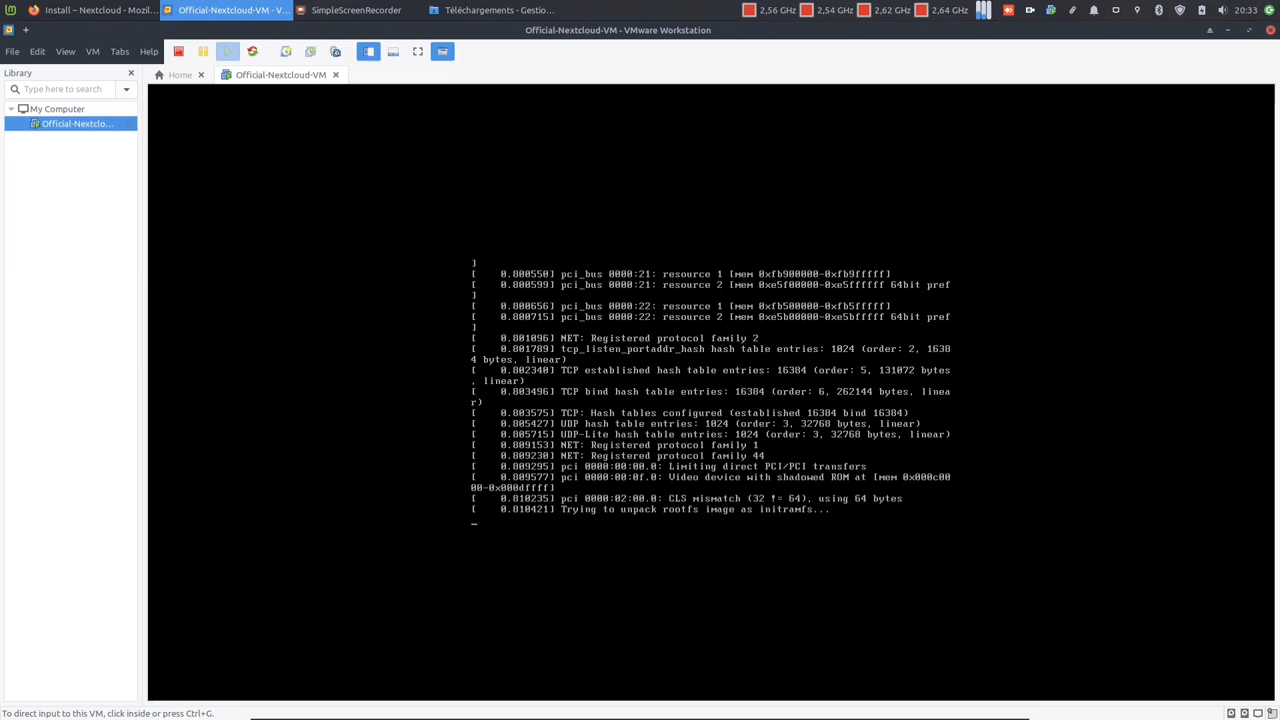 Install – Nextcloud - Mozil...
Official-Nextcloud-VM - V...
SimpleScreenRecorder
Téléchargements - Gestio...
2,56 GHz
2,54 GHz
2,62 GHz
2,64 GHz
20:33
Official-Nextcloud-VM - VMware Workstation
File Edit View VM Tabs Help
Library
Home
Official-Nextcloud-VM
Type here to search
My Computer
Official-Nextclo...
]
[    0.800550] pci_bus 0000:21: resource 1 [mem 0xfb900000-0xfb9fffff]
[    0.800599] pci_bus 0000:21: resource 2 [mem 0xe5f00000-0xe5ffffff 64bit pref
]
[    0.800656] pci_bus 0000:22: resource 1 [mem 0xfb500000-0xfb5fffff]
[    0.800715] pci_bus 0000:22: resource 2 [mem 0xe5b00000-0xe5bfffff 64bit pref
]
[    0.801096] NET: Registered protocol family 2
[    0.801789] tcp_listen_portaddr_hash hash table entries: 1024 (order: 2, 1638
4 bytes, linear)
[    0.802340] TCP established hash table entries: 16384 (order: 5, 131072 bytes
, linear)
[    0.803496] TCP bind hash table entries: 16384 (order: 6, 262144 bytes, linea
r)
[    0.803575] TCP: Hash tables configured (established 16384 bind 16384)
[    0.805427] UDP hash table entries: 1024 (order: 3, 32768 bytes, linear)
[    0.805715] UDP-Lite hash table entries: 1024 (order: 3, 32768 bytes, linear)
[    0.809153] NET: Registered protocol family 1
[    0.809230] NET: Registered protocol family 44
[    0.809295] pci 0000:00:00.0: Limiting direct PCI/PCI transfers
[    0.809577] pci 0000:00:0f.0: Video device with shadowed ROM at [mem 0x000c00
00-0x000dffff]
[    0.810235] pci 0000:02:00.0: CLS mismatch (32 != 64), using 64 bytes
[    0.810421] Trying to unpack rootfs image as initramfs...
_
To direct input to this VM, click inside or press Ctrl+G.